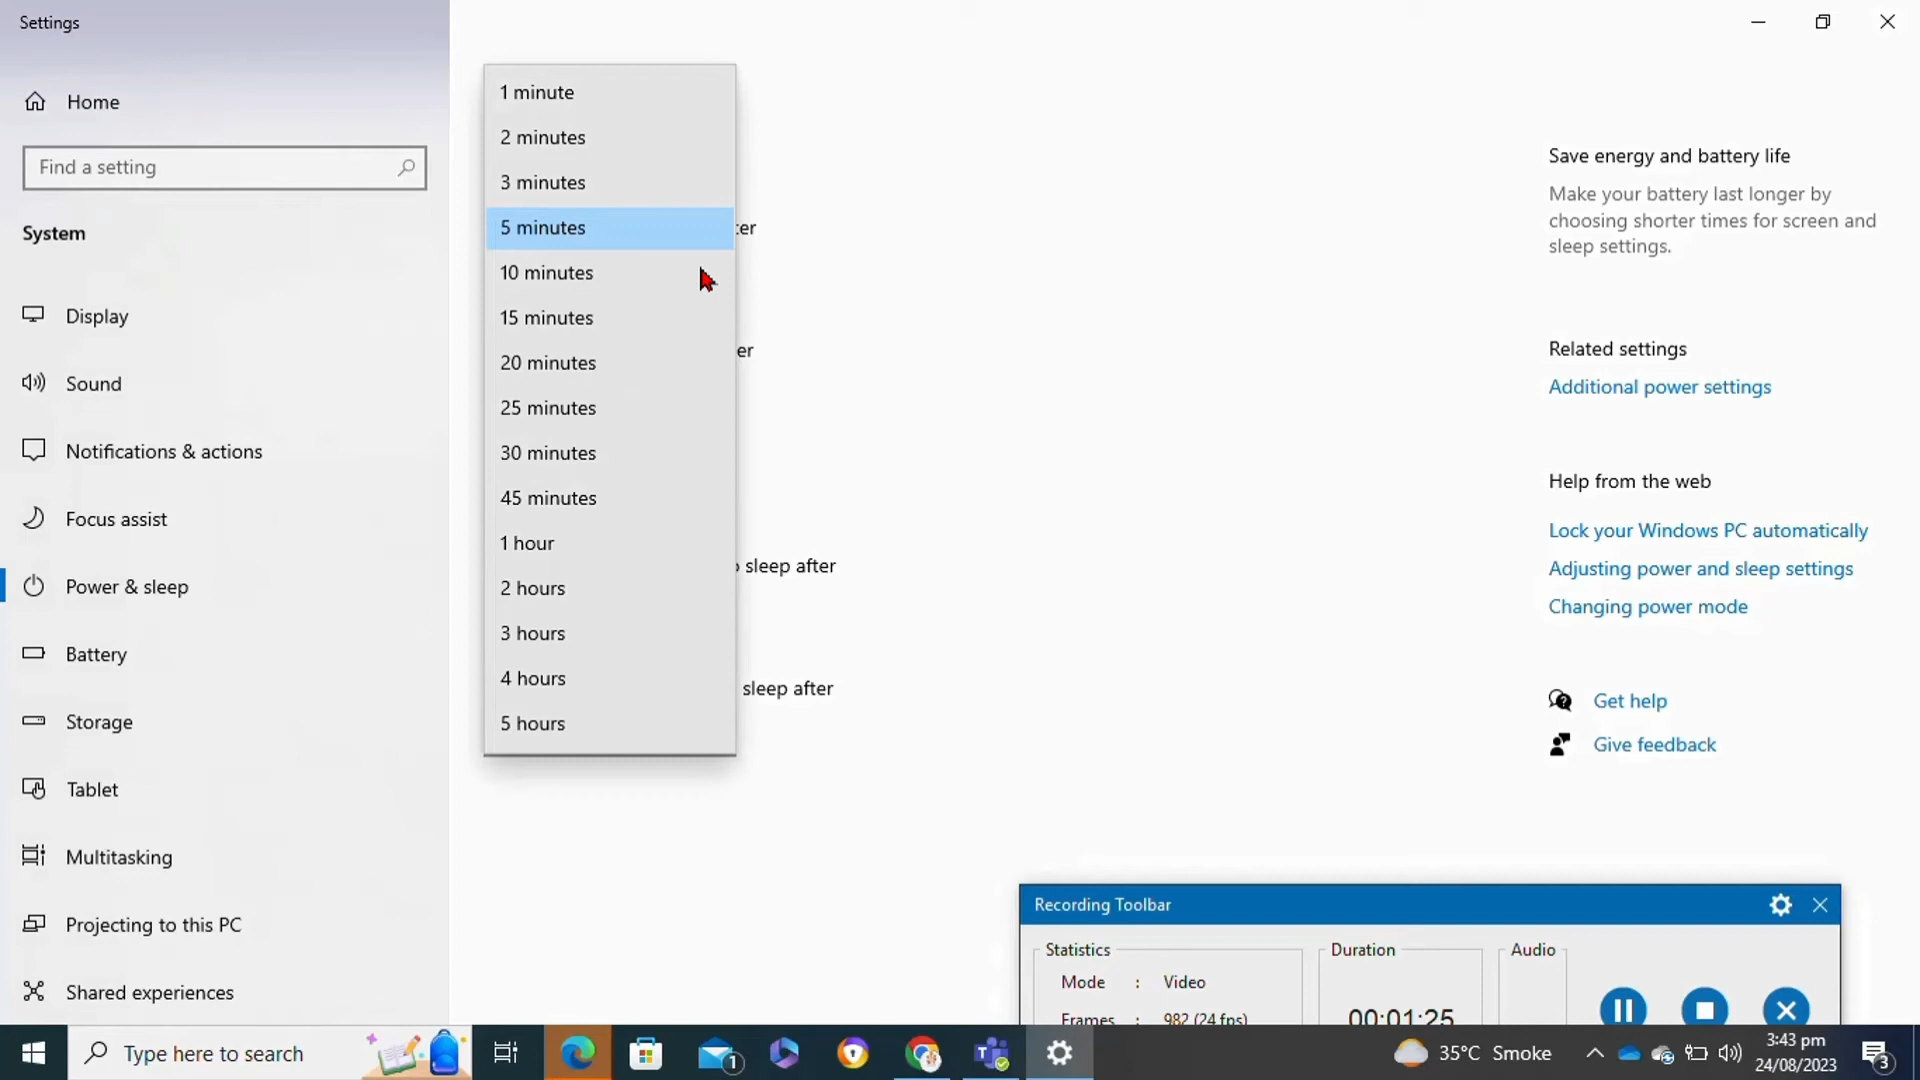 Settings
Home
Find a setting
System
Display
Sound
Notifications & actions
Focus assist
Power & sleep
Battery
Storage
Tablet
Multitasking
Projecting to this PC
Shared experiences
1 minute
2 minutes
3 minutes
5 minutes
10 minutes
15 minutes
20 minutes
25 minutes
30 minutes
45 minutes
1 hour
2 hours
3 hours
4 hours
5 hours
ter
er
sleep after
sleep after
Save energy and battery life
Make your battery last longer by
choosing shorter times for screen and
sleep settings.
Related settings
Additional power settings
Help from the web
Lock your Windows PC automatically
Adjusting power and sleep settings
Changing power mode
Get help
Give feedback
Recording Toolbar
Statistics
Mode : Video
Frames : 982 (24 fps)
Duration
00:01:25
Audio
Type here to search
1
35°C Smoke
3:43 pm
24/08/2023
3